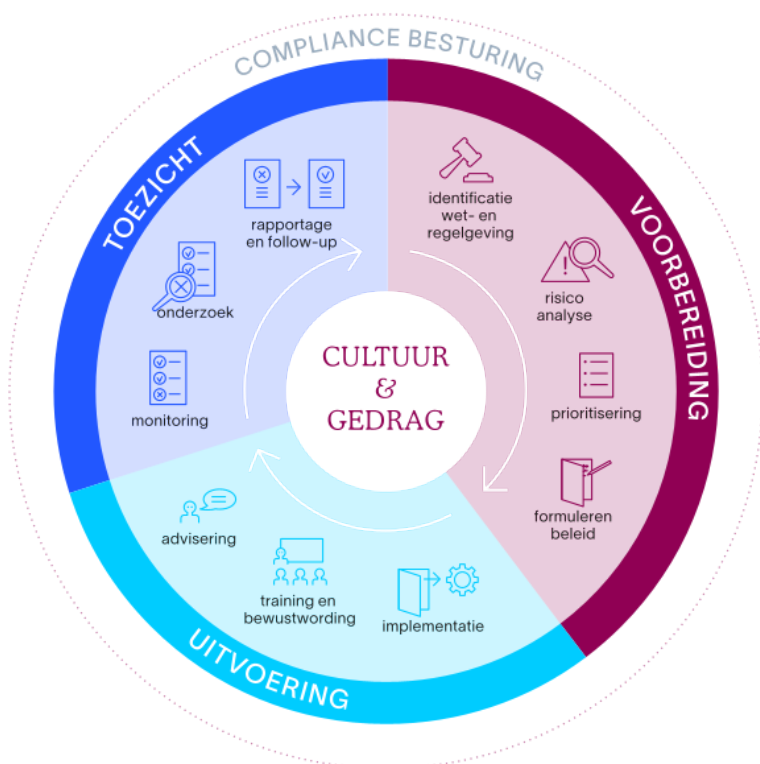 COMPLIANCE BESTURING
VOORBEREIDING
identificatie
wet- en
regelgeving
risico
analyse
prioritisering
formuleren
beleid
UITVOERING
implementatie
training en
bewustwording
advisering
TOEZICHT
monitoring
onderzoek
rapportage
en follow-up
CULTUUR
&
GEDRAG